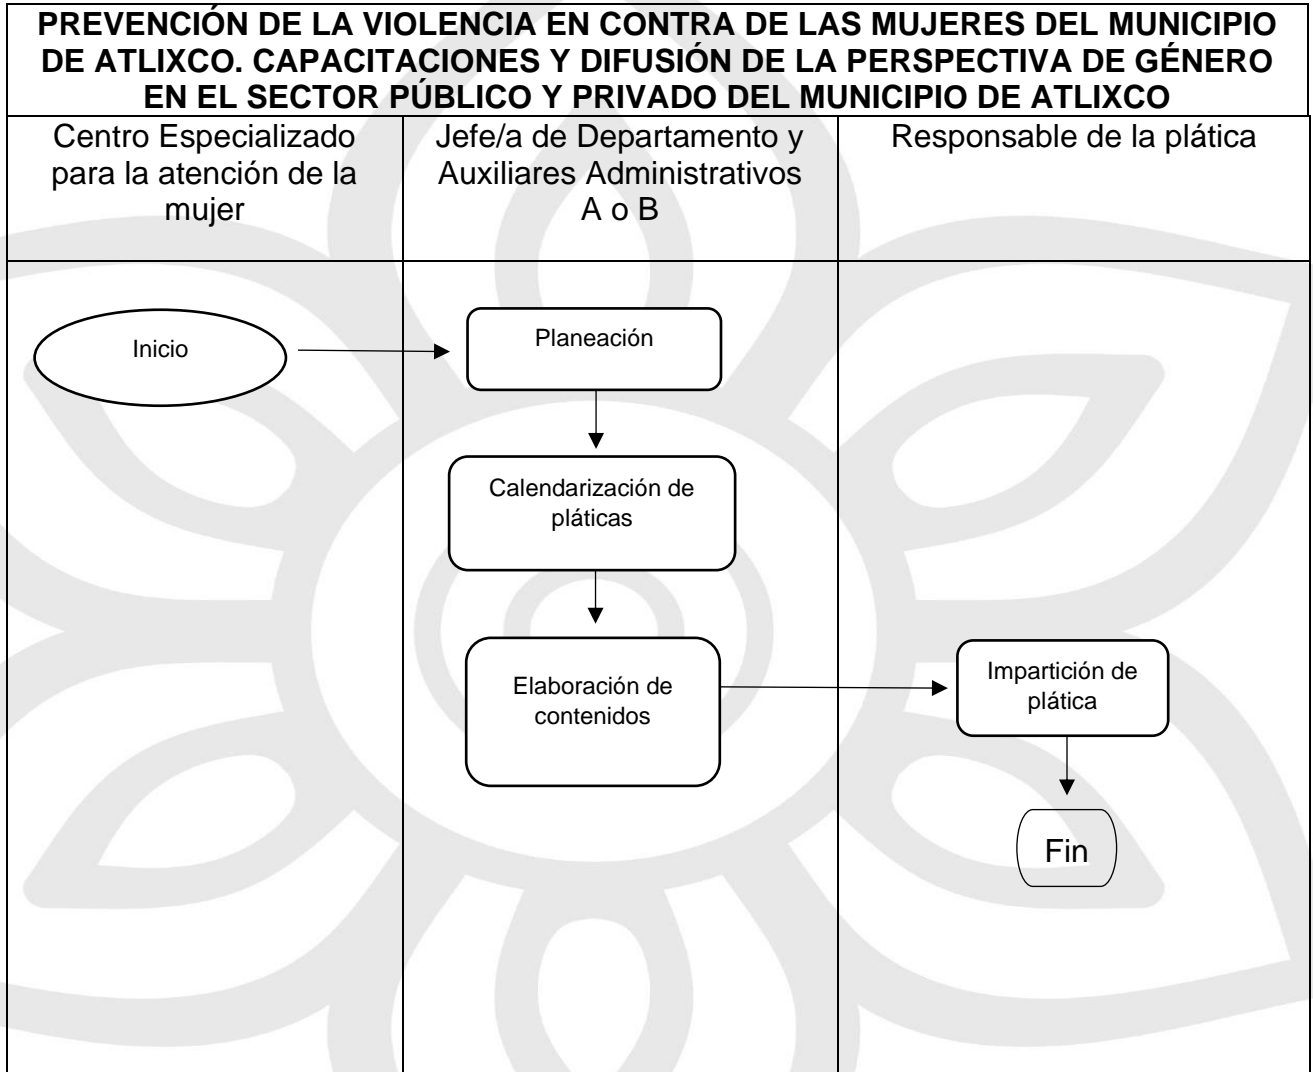 PREVENCIÓN DE LA VIOLENCIA EN CONTRA DE LAS MUJERES DEL MUNICIPIO
DE ATLIXCO. CAPACITACIONES Y DIFUSIÓN DE LA PERSPECTIVA DE GÉNERO
EN EL SECTOR PÚBLICO Y PRIVADO DEL MUNICIPIO DE ATLIXCO
Centro Especializado
para la atención de la
mujer
Jefe/a de Departamento y
Auxiliares Administrativos
A o B
Responsable de la plática
Inicio
Planeación
Calendarización de
pláticas
Elaboración de
contenidos
Impartición de
plática
Fin